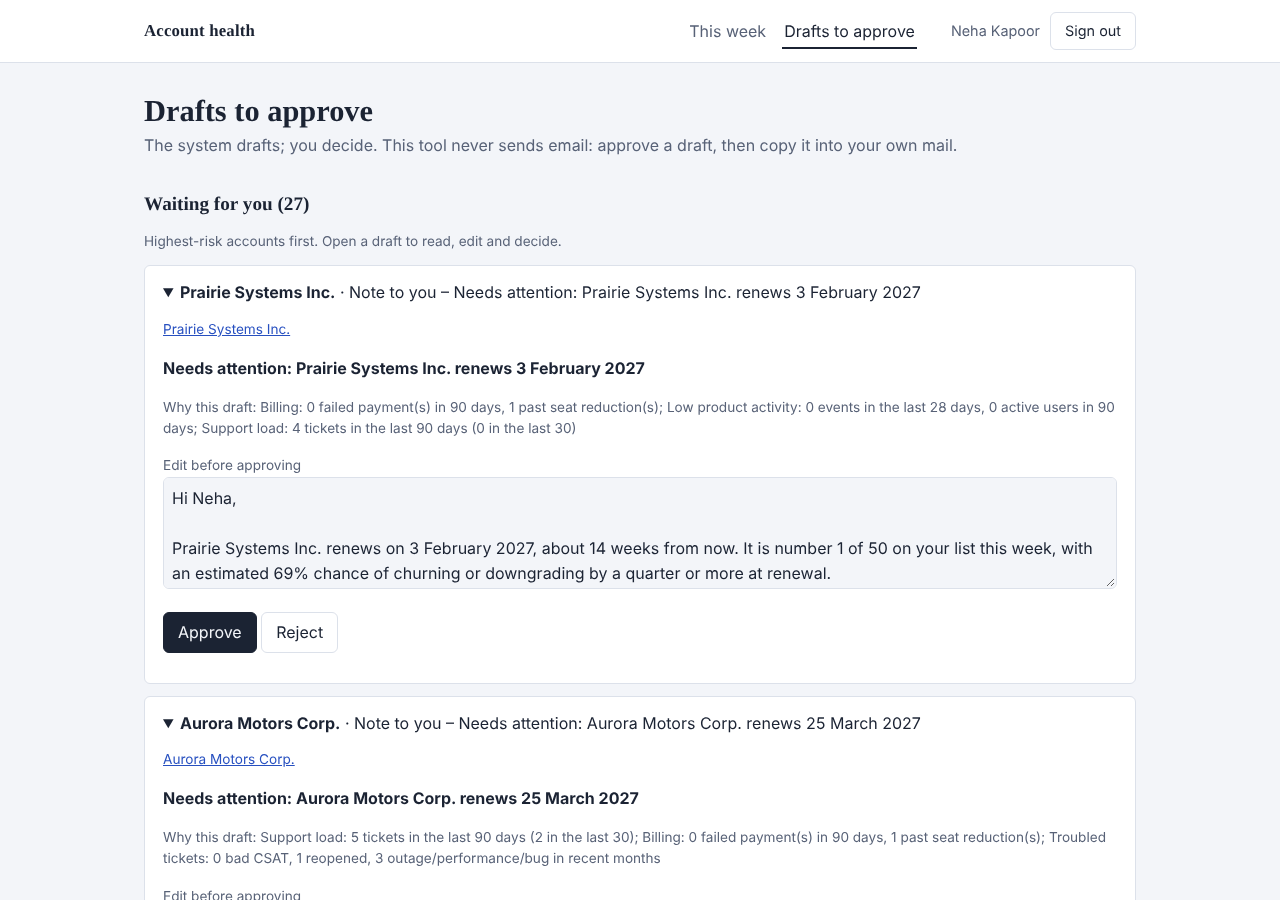 Account health
This week
Drafts to approve
Neha Kapoor
Sign out
Drafts to approve
The system drafts; you decide. This tool never sends email: approve a draft, then copy it into your own mail.
Waiting for you (27)
Highest-risk accounts first. Open a draft to read, edit and decide.
Prairie Systems Inc. · Note to you – Needs attention: Prairie Systems Inc. renews 3 February 2027
Prairie Systems Inc.
Needs attention: Prairie Systems Inc. renews 3 February 2027
Why this draft: Billing: 0 failed payment(s) in 90 days, 1 past seat reduction(s); Low product activity: 0 events in the last 28 days, 0 active users in 90
days; Support load: 4 tickets in the last 90 days (0 in the last 30)
Edit before approving
Hi Neha,
Prairie Systems Inc. renews on 3 February 2027, about 14 weeks from now. It is number 1 of 50 on your list this week, with
an estimated 69% chance of churning or downgrading by a quarter or more at renewal.
Approve
Reject
Aurora Motors Corp. · Note to you – Needs attention: Aurora Motors Corp. renews 25 March 2027
Aurora Motors Corp.
Needs attention: Aurora Motors Corp. renews 25 March 2027
Why this draft: Support load: 5 tickets in the last 90 days (2 in the last 30); Billing: 0 failed payment(s) in 90 days, 1 past seat reduction(s); Troubled
tickets: 0 bad CSAT, 1 reopened, 3 outage/performance/bug in recent months
Edit before approving